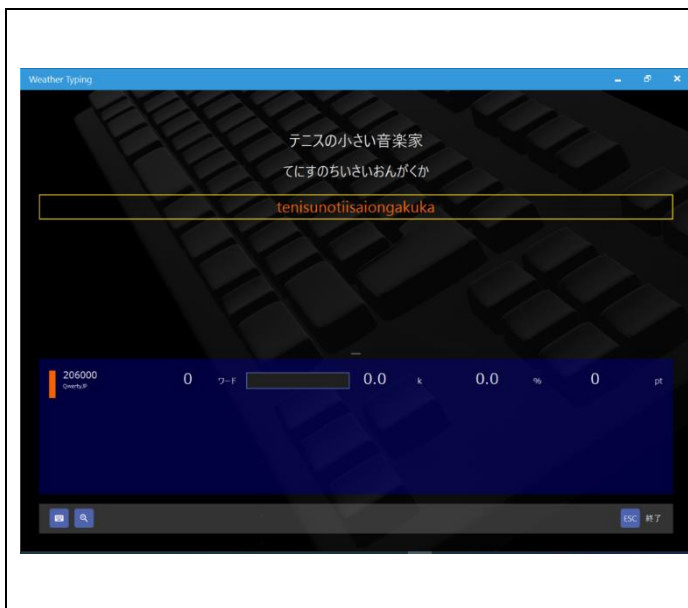 Weather Typing
テニスの小さい音楽家
てにすのちいさいおんがくか
tenisunotiisaiongakuka
206000 0 ワード 0.0 k 0.0 % 0 pt
QwertyJP
ESC 終了